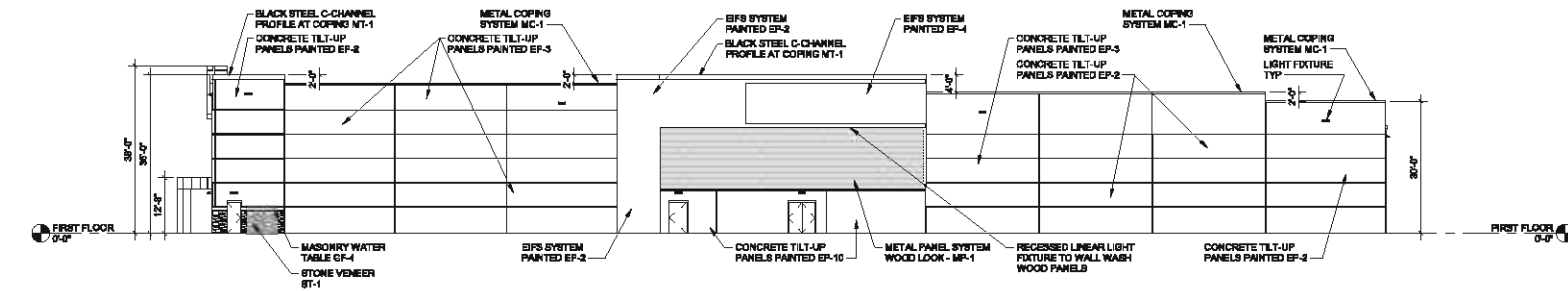 BLACK STEEL C-CHANNEL
PROFILE AT COPING MT-1
CONCRETE TILT-UP
PANELS PAINTED EP-2
METAL COPING
SYSTEM MC-1
CONCRETE TILT-UP
PANELS PAINTED EP-3
EIFS SYSTEM
PAINTED EP-2
BLACK STEEL C-CHANNEL
PROFILE AT COPING MT-1
EIFS SYSTEM
PAINTED EP-4
METAL COPING
SYSTEM MC-1
CONCRETE TILT-UP
PANELS PAINTED EP-3
CONCRETE TILT-UP
PANELS PAINTED EP-2
METAL COPING
SYSTEM MC-1
LIGHT FIXTURE
TYP
2'-0"
2'-0"
4'-0"
2'-0"
38'-0"
36'-0"
12'-8"
30'-0"
FIRST FLOOR
0'-0"
FIRST FLOOR
0'-0"
MASONRY WATER
TABLE GF-4
STONE VENEER
ST-1
EIFS SYSTEM
PAINTED EP-2
CONCRETE TILT-UP
PANELS PAINTED EP-10
METAL PANEL SYSTEM
WOOD LOOK - MP-1
RECESSED LINEAR LIGHT
FIXTURE TO WALL WASH
WOOD PANELS
CONCRETE TILT-UP
PANELS PAINTED EP-2